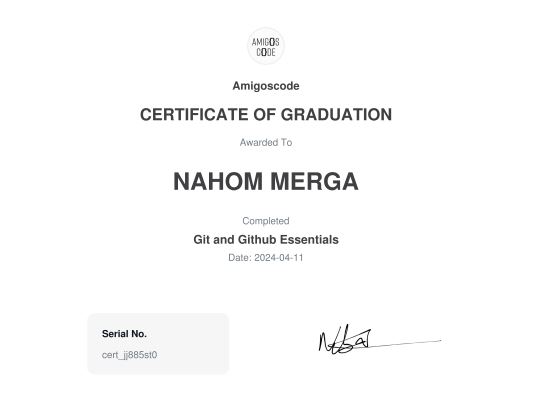 AMIGOS
CODE
Amigoscode
CERTIFICATE OF GRADUATION
Awarded To
NAHOM MERGA
Completed
Git and Github Essentials
Date: 2024-04-11
Serial No.
cert_jj885st0